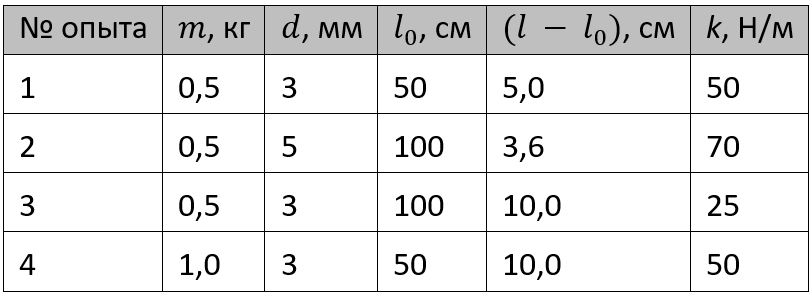 № опыта m, кг d, мм l₀, см (l − l₀), см k, Н/м
1 0,5 3 50 5,0 50
2 0,5 5 100 3,6 70
3 0,5 3 100 10,0 25
4 1,0 3 50 10,0 50